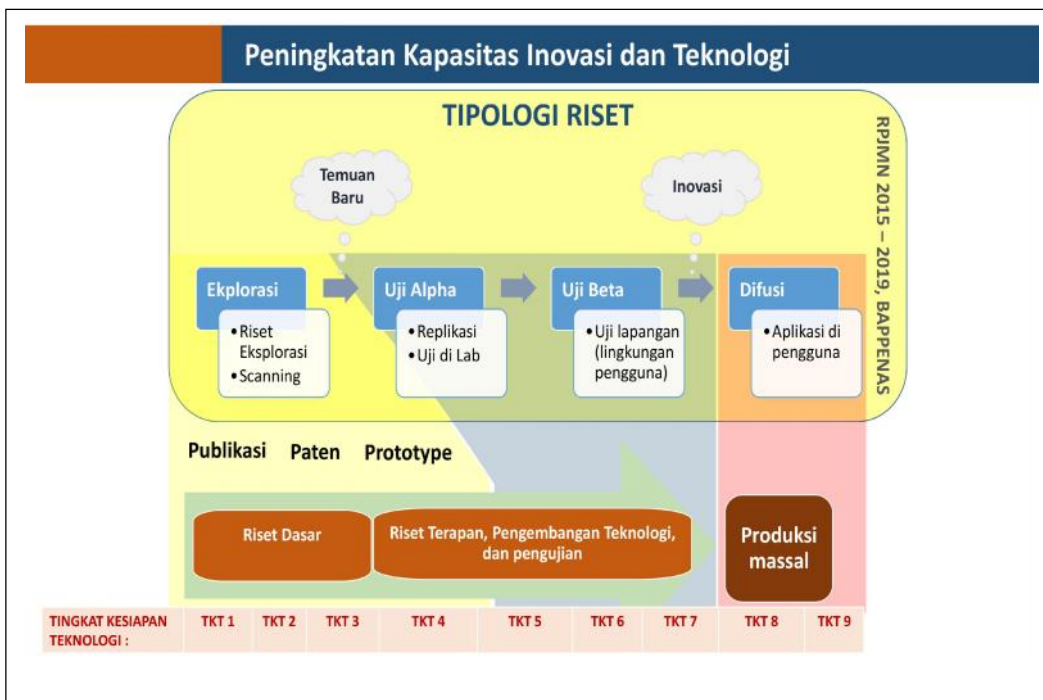 Peningkatan Kapasitas Inovasi dan Teknologi
TIPOLOGI RISET
RPJMN 2015 – 2019, BAPPENAS
Temuan
Baru
Inovasi
Ekplorasi
• Riset
Eksplorasi
• Scanning
Uji Alpha
• Replikasi
• Uji di Lab
Uji Beta
• Uji lapangan
(lingkungan
pengguna)
Difusi
• Aplikasi di
pengguna
Publikasi Paten Prototype
Riset Dasar
Riset Terapan, Pengembangan Teknologi,
dan pengujian
Produksi
massal
TINGKAT KESIAPAN
TEKNOLOGI :
TKT 1 TKT 2 TKT 3 TKT 4 TKT 5 TKT 6 TKT 7 TKT 8 TKT 9